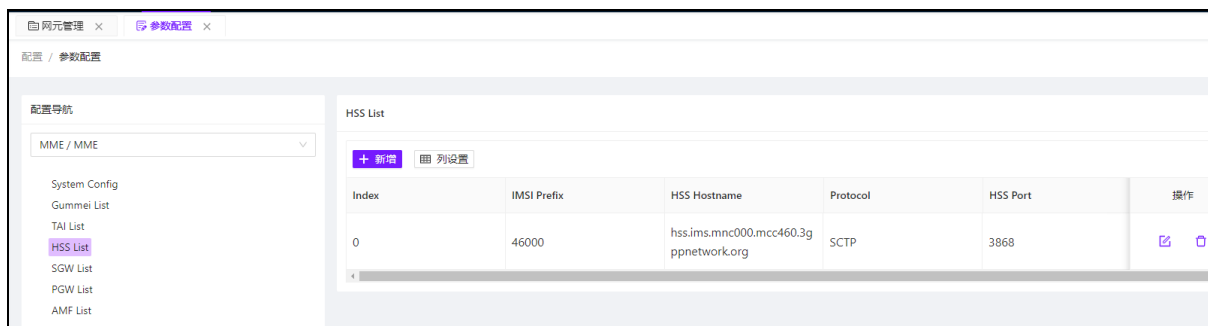 网元管理 × 参数配置 ×
配置 / 参数配置
配置导航
MME / MME
System Config
Gummei List
TAI List
HSS List
SGW List
PGW List
AMF List
HSS List
+ 新增 列设置
Index IMSI Prefix HSS Hostname Protocol HSS Port 操作
0 46000 hss.ims.mnc000.mcc460.3g SCTP 3868
ppnetwork.org